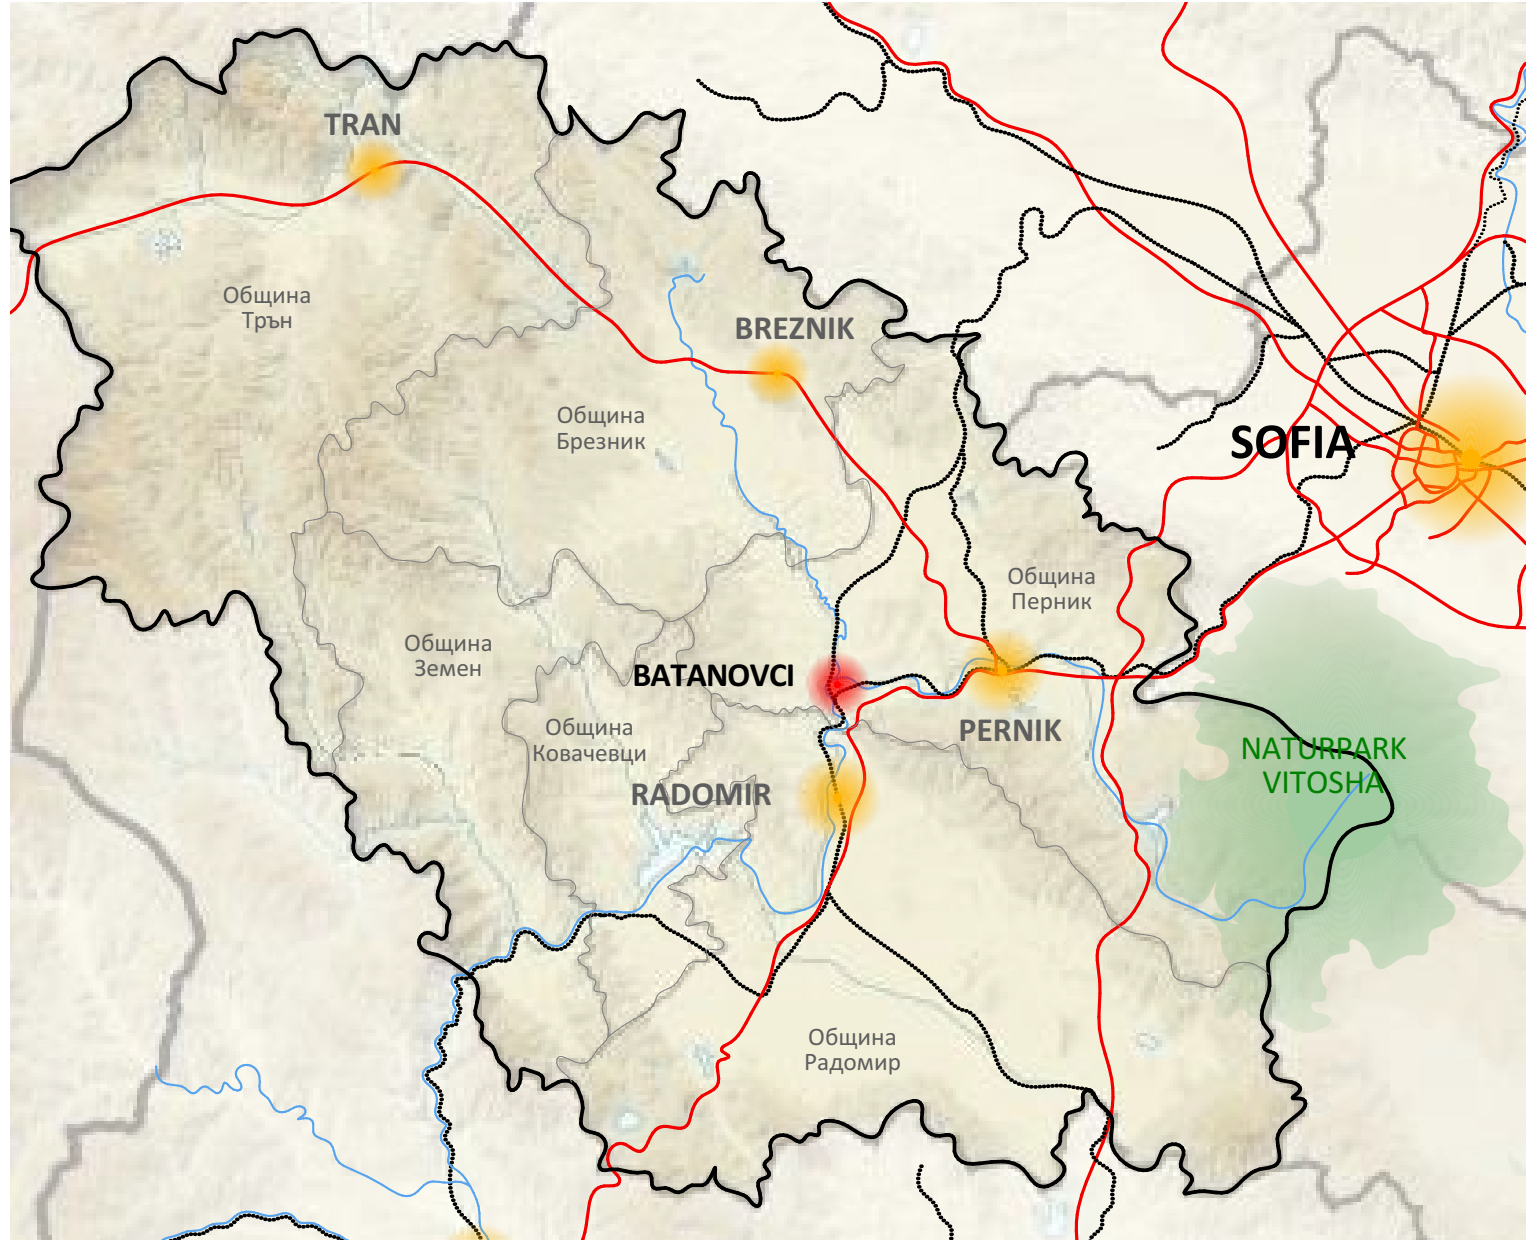 TRAN
Община
Трън
BREZNIK
Община
Брезник
SOFIA
Община
Перник
Община
Земен
BATANOVCI
Община
Ковачевци
PERNIK
NATURPARK
VITOSHA
RADOMIR
Община
Радомир